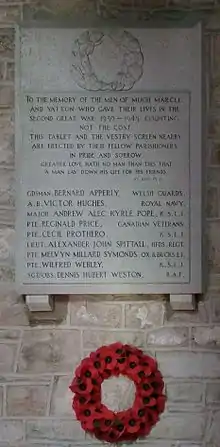 TO THE MEMORY OF THE MEN OF MUCH MARCLE
AND YATTON WHO GAVE THEIR LIVES IN THE
SECOND GREAT WAR 1939-1945 COUNTING
NOT THE COST
THIS TABLET AND THE VESTRY SCREEN NEARBY
ARE ERECTED BY THEIR FELLOW PARISHIONERS
IN PRIDE AND SORROW
GREATER LOVE HATH NO MAN THAN THIS THAT
A MAN LAY DOWN HIS LIFE FOR HIS FRIENDS
GDSMAN BERNARD APPERLY, WELSH GUARDS
A.B. VICTOR HUGHES, ROYAL NAVY
MAJOR ANDREW ALEC KYRLE POPE, K.S.L.I.
PTE. REGINALD PRICE, CANADIAN VETERANS
PTE. CECIL PROTHERO, K.S.L.I.
LIEUT. ALEXANDER JOHN SPITTALL, HFDS. REGT.
PTE. MELVYN MILLARD SYMONDS, OX. & BUCKS L.I.
PTE. WILFRED WEBLEY, K.S.L.I.
DENNIS HUBERT WESTON, R.A.F.